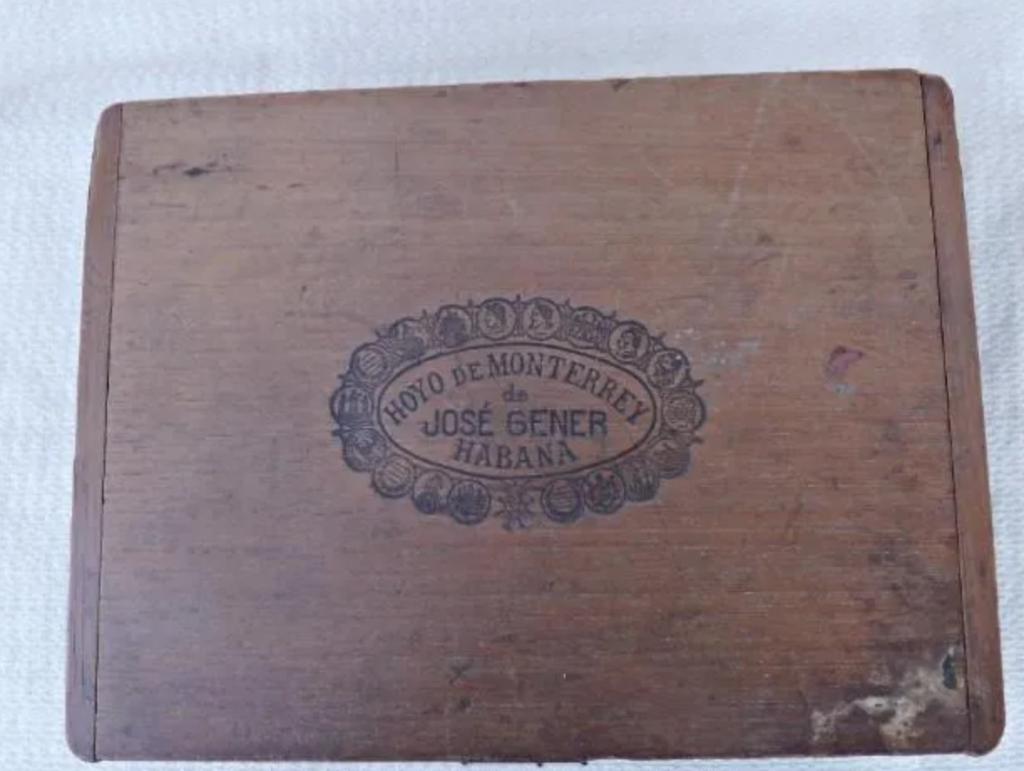 HOYO DE MONTERREY
de
JOSÉ GENER
HABANA